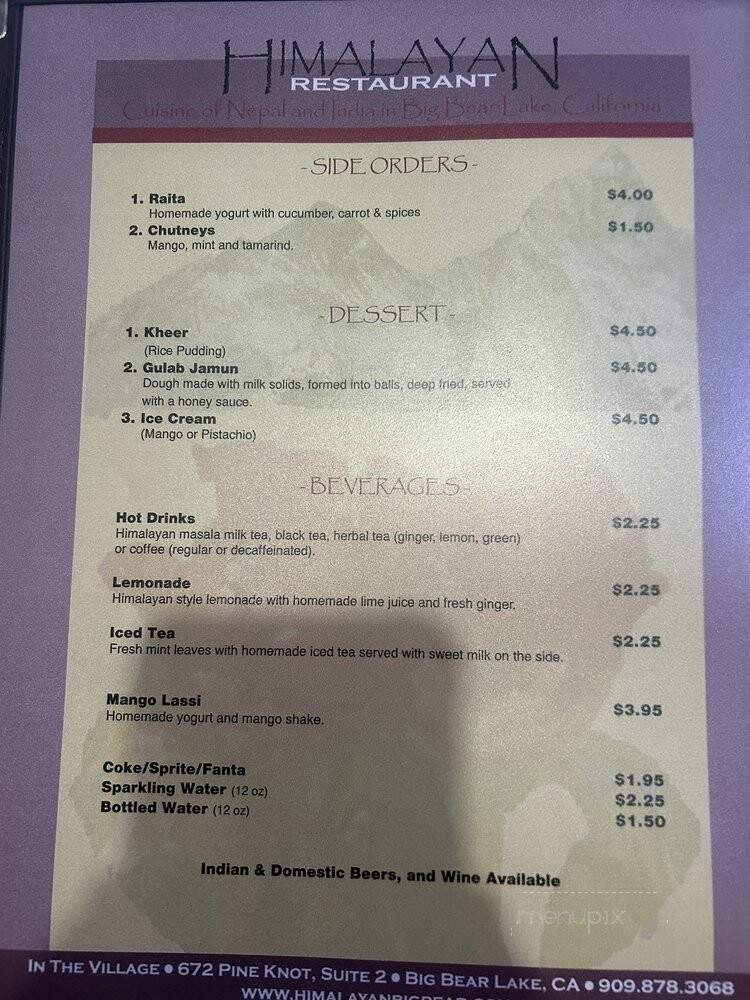 HIMALAYAN
RESTAURANT
Cuisine of Nepal and India in Big Bear Lake, California
- SIDE ORDERS -
1. Raita $4.00
Homemade yogurt with cucumber, carrot & spices
2. Chutneys $1.50
Mango, mint and tamarind.
- DESSERT -
1. Kheer $4.50
(Rice Pudding)
2. Gulab Jamun $4.50
Dough made with milk solids, formed into balls, deep fried, served
with a honey sauce.
3. Ice Cream $4.50
(Mango or Pistachio)
- BEVERAGES -
Hot Drinks $2.25
Himalayan masala milk tea, black tea, herbal tea (ginger, lemon, green)
or coffee (regular or decaffeinated).
Lemonade $2.25
Himalayan style lemonade with homemade lime juice and fresh ginger.
Iced Tea $2.25
Fresh mint leaves with homemade iced tea served with sweet milk on the side.
Mango Lassi $3.95
Homemade yogurt and mango shake.
Coke/Sprite/Fanta $1.95
Sparkling Water (12 oz) $2.25
Bottled Water (12 oz) $1.50
Indian & Domestic Beers, and Wine Available
menupix
IN THE VILLAGE • 672 PINE KNOT, SUITE 2 • BIG BEAR LAKE, CA • 909.878.3068